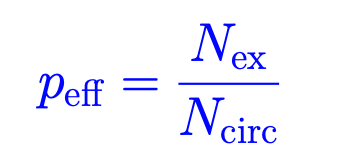 p_eff = N_ex / N_circ